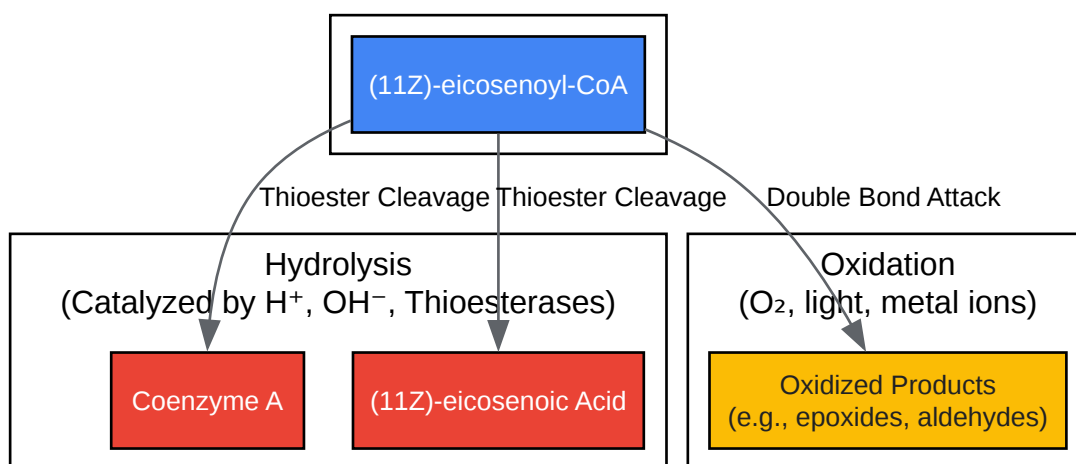 (11Z)-eicosenoyl-CoA
Thioester Cleavage
Thioester Cleavage
Double Bond Attack
Hydrolysis
(Catalyzed by H⁺, OH⁻, Thioesterases)
Oxidation
(O₂, light, metal ions)
Coenzyme A
(11Z)-eicosenoic Acid
Oxidized Products
(e.g., epoxides, aldehydes)